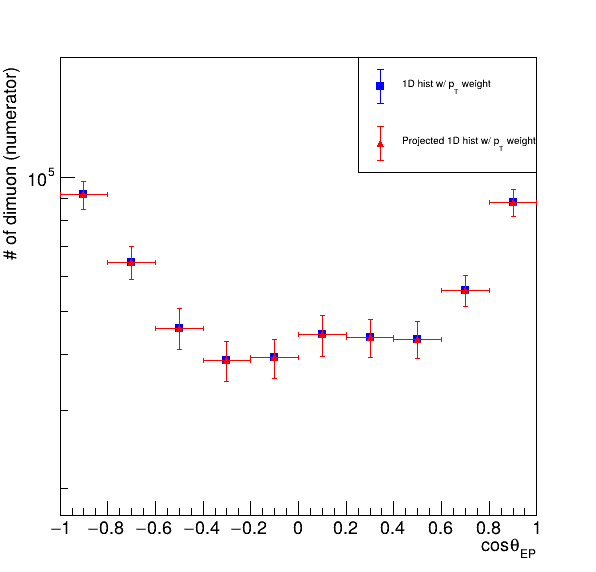 # of dimuon (numerator)
1D hist w/ p_T weight
Projected 1D hist w/ p_T weight
10^5
−1 −0.8 −0.6 −0.4 −0.2 0 0.2 0.4 0.6 0.8 1
cosθ_EP